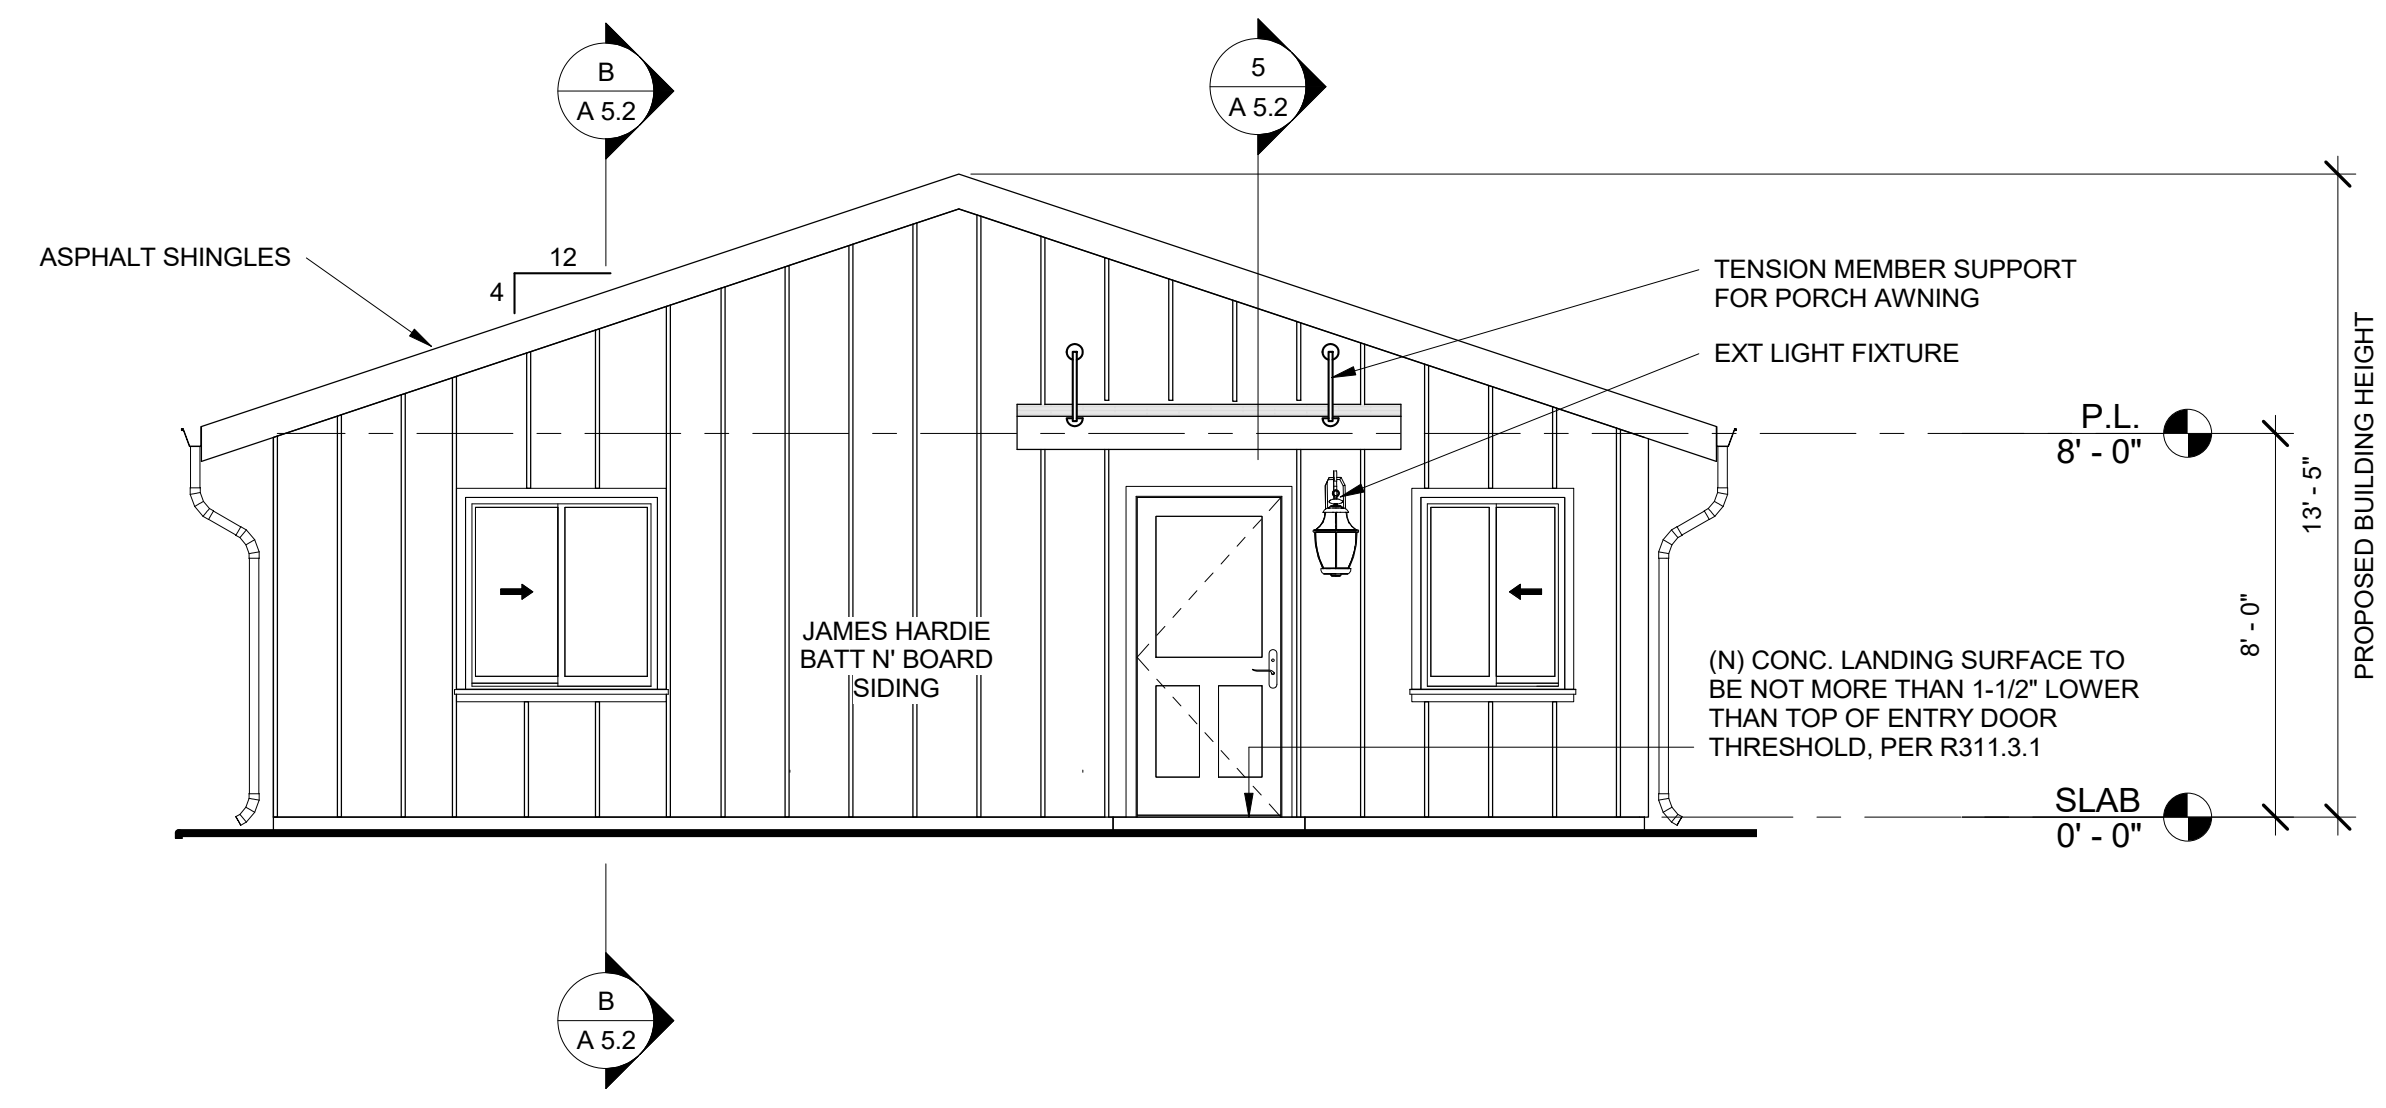 B
A 5.2
5
A 5.2
ASPHALT SHINGLES
12
4
TENSION MEMBER SUPPORT
FOR PORCH AWNING
EXT LIGHT FIXTURE
P.L.
8' - 0"
13' - 5"
PROPOSED BUILDING HEIGHT
8' - 0"
JAMES HARDIE
BATT N' BOARD
SIDING
(N) CONC. LANDING SURFACE TO
BE NOT MORE THAN 1-1/2" LOWER
THAN TOP OF ENTRY DOOR
THRESHOLD, PER R311.3.1
SLAB
0' - 0"
B
A 5.2